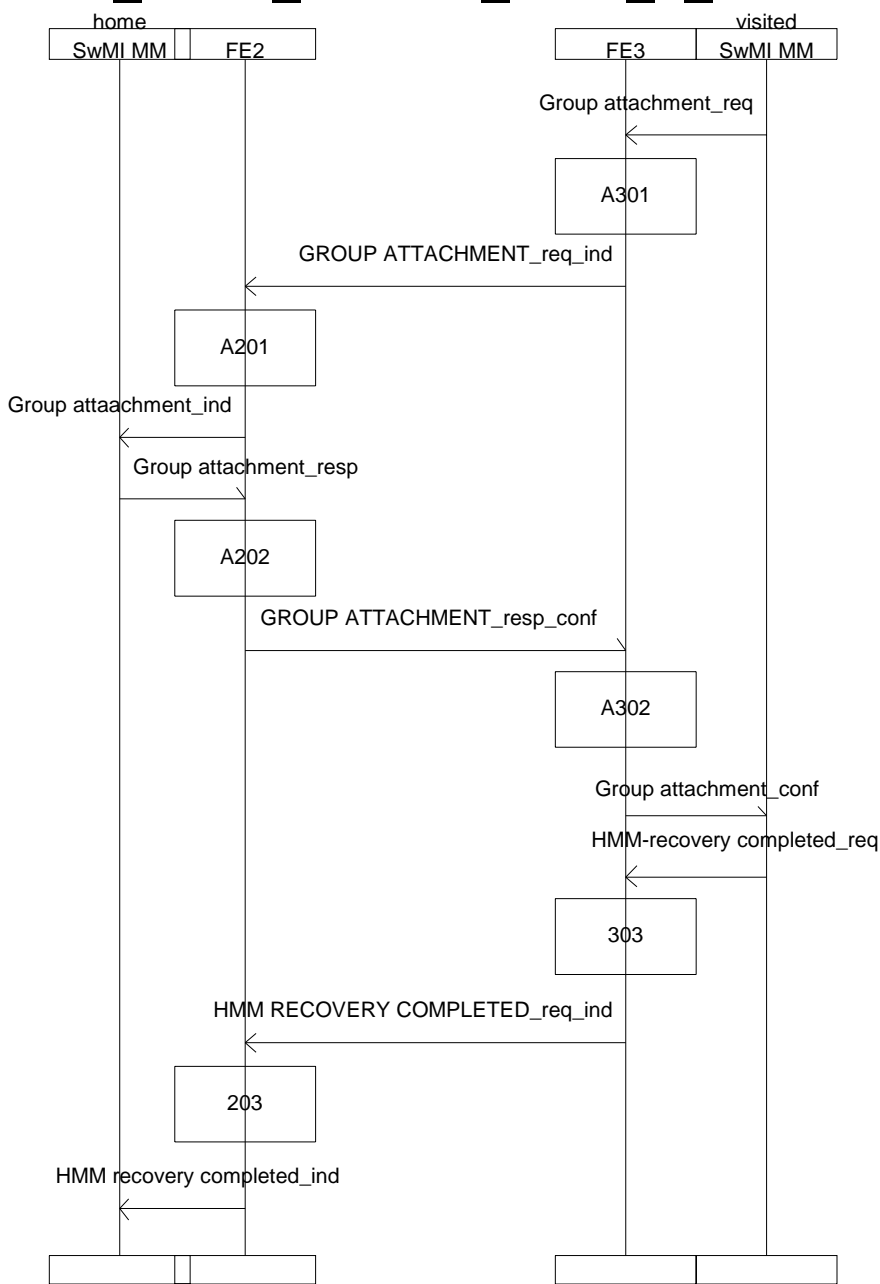 home
visited
SwMI MM
FE2
FE3
SwMI MM
Group attachment_req
A301
GROUP ATTACHMENT_req_ind
A201
Group attaachment_ind
Group attachment_resp
A202
GROUP ATTACHMENT_resp_conf
A302
Group attachment_conf
HMM-recovery completed_req
303
HMM RECOVERY COMPLETED_req_ind
203
HMM recovery completed_ind